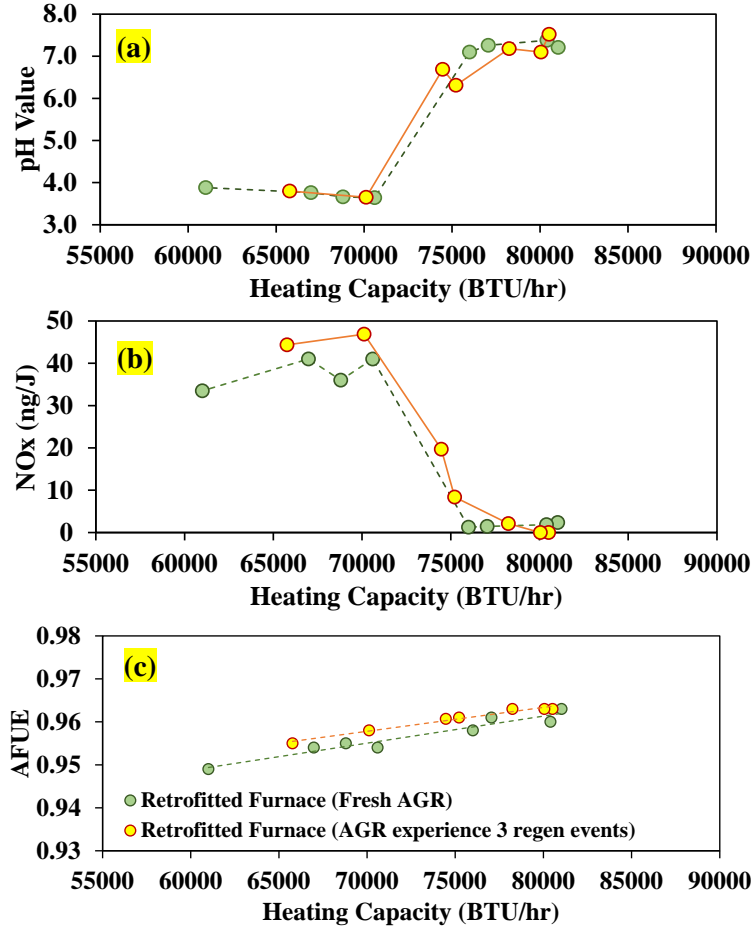 (a)
pH Value
8.0
7.0
6.0
5.0
4.0
3.0
55000 60000 65000 70000 75000 80000 85000 90000
Heating Capacity (BTU/hr)
(b)
NOx (ng/J)
50
40
30
20
10
0
55000 60000 65000 70000 75000 80000 85000 90000
Heating Capacity (BTU/hr)
(c)
AFUE
0.98
0.97
0.96
0.95
0.94
0.93
Retrofitted Furnace (Fresh AGR)
Retrofitted Furnace (AGR experience 3 regen events)
55000 60000 65000 70000 75000 80000 85000 90000
Heating Capacity (BTU/hr)